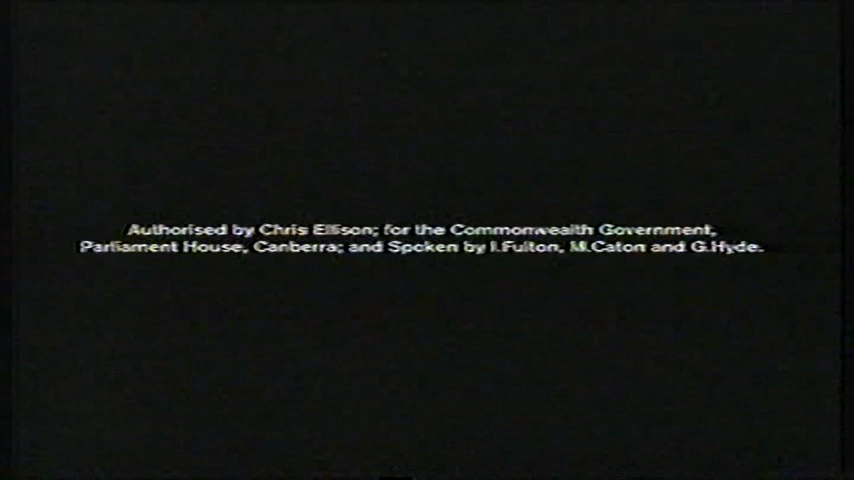 Authorised by Chris Ellison; for the Commonwealth Government,
Parliament House, Canberra; and Spoken by I.Fulton, M.Caton and G.Hyde.